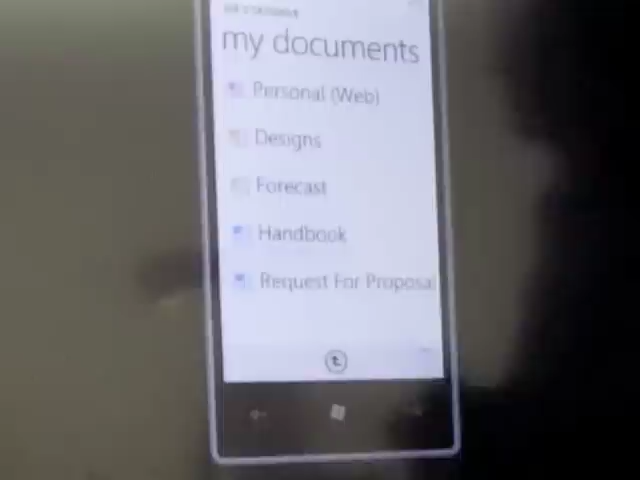 my documents
Personal (Web)
Designs
Forecast
Handbook
Request For Proposal